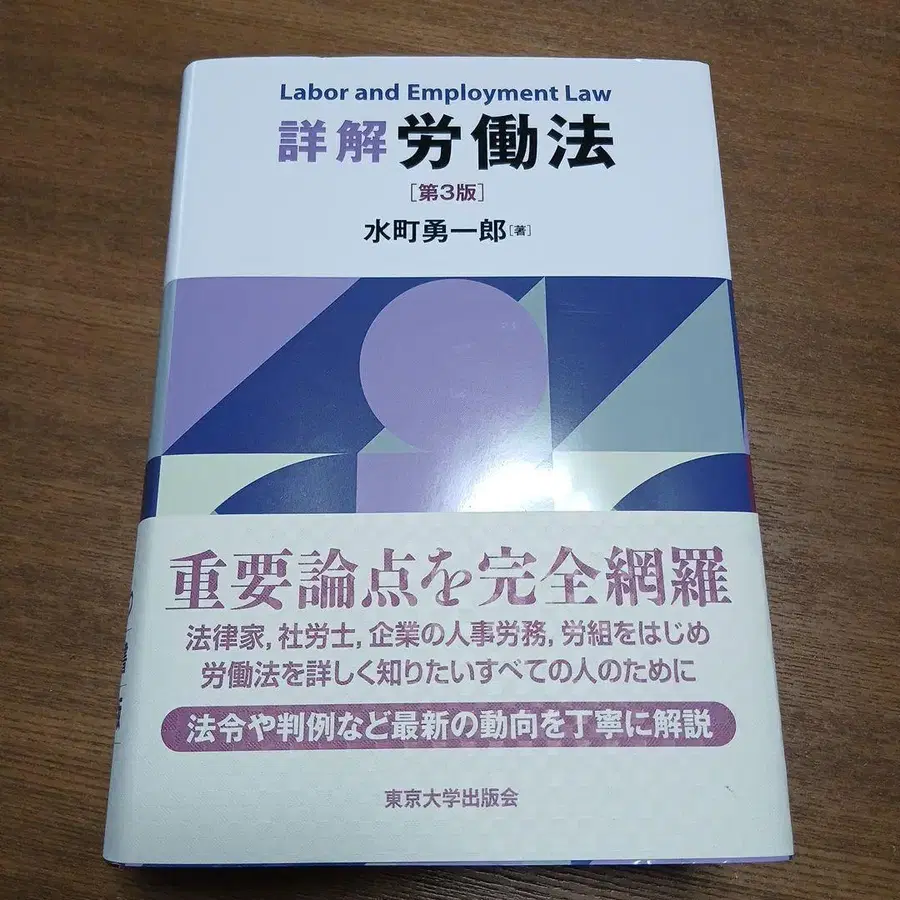 Labor and Employment Law
詳解 労働法
[第3版]
水町勇一郎[著]
重要論点を完全網羅
法律家, 社労士, 企業の人事労務, 労組をはじめ
労働法を詳しく知りたいすべての人のために
法令や判例など最新の動向を丁寧に解説
東京大学出版会